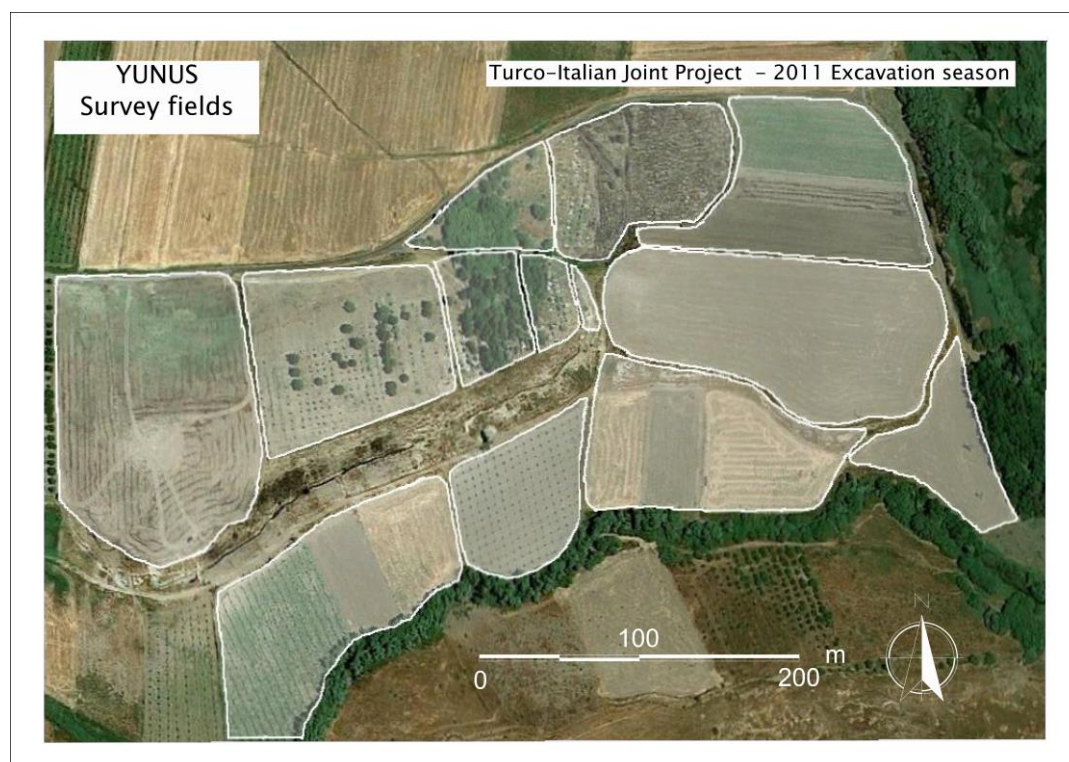 YUNUS
Survey fields
Turco-Italian Joint Project - 2011 Excavation season
N
100
0
200
m